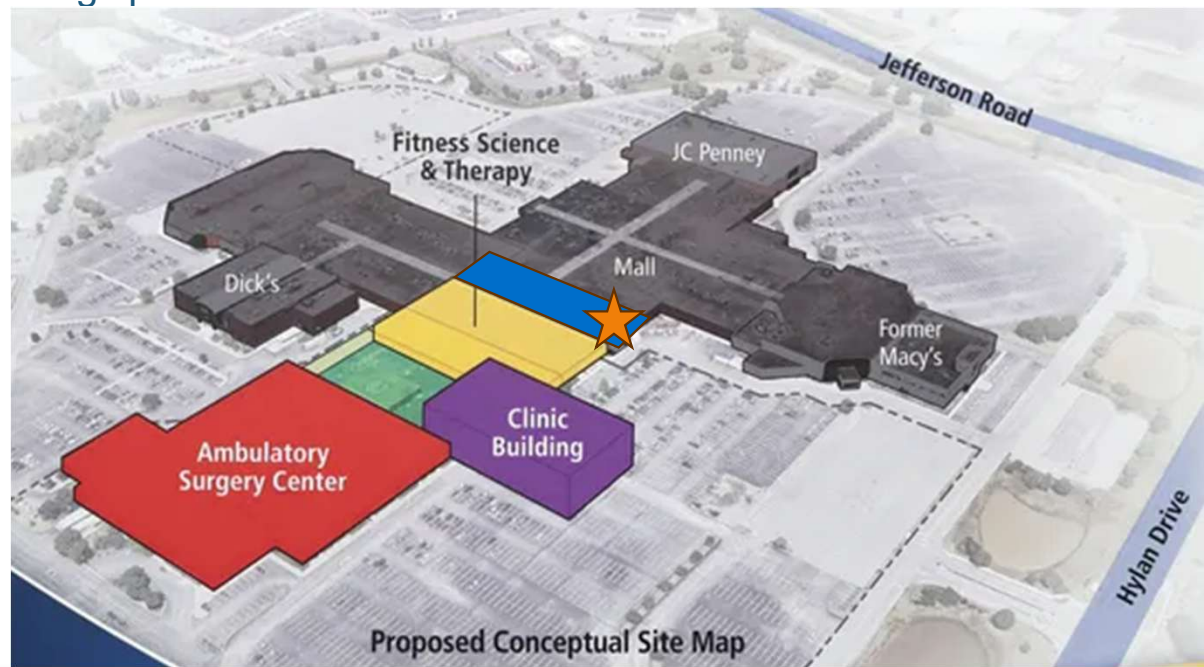 Jefferson Road
Fitness Science
& Therapy
JC Penney
Mall
Dick's
Former
Macy's
Clinic
Building
Ambulatory
Surgery Center
Hylan Drive
Proposed Conceptual Site Map